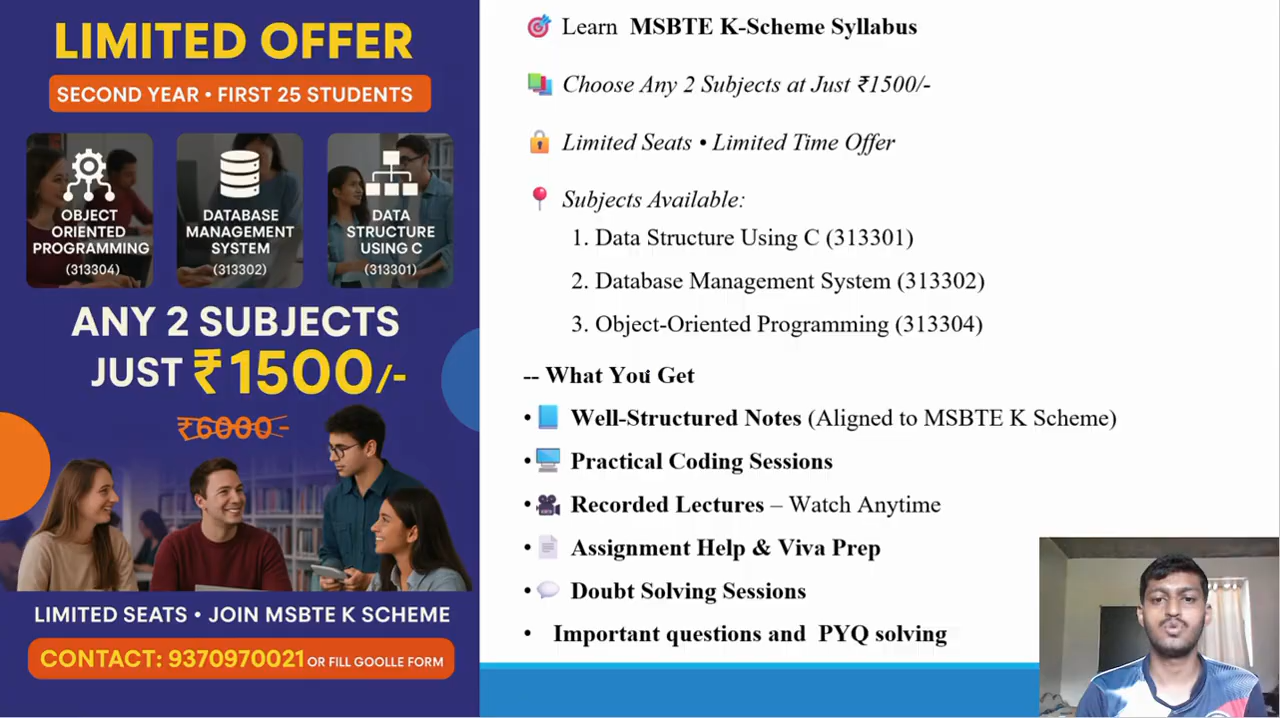 LIMITED OFFER
SECOND YEAR • FIRST 25 STUDENTS
OBJECT
ORIENTED
PROGRAMMING
(313304)
DATABASE
MANAGEMENT
SYSTEM
(313302)
DATA
STRUCTURE
USING C
(313301)
ANY 2 SUBJECTS
JUST ₹1500/-
₹6000 -
LIMITED SEATS • JOIN MSBTE K SCHEME
CONTACT: 9370970021 OR FILL GOOLLE FORM
🎯 Learn MSBTE K-Scheme Syllabus
📚 Choose Any 2 Subjects at Just ₹1500/-
🔒 Limited Seats • Limited Time Offer
📍 Subjects Available:
1. Data Structure Using C (313301)
2. Database Management System (313302)
3. Object-Oriented Programming (313304)
-- What You Get
• 📘 Well-Structured Notes (Aligned to MSBTE K Scheme)
• 🖥️ Practical Coding Sessions
• 🎥 Recorded Lectures – Watch Anytime
• 📄 Assignment Help & Viva Prep
• 💬 Doubt Solving Sessions
• Important questions and PYQ solving